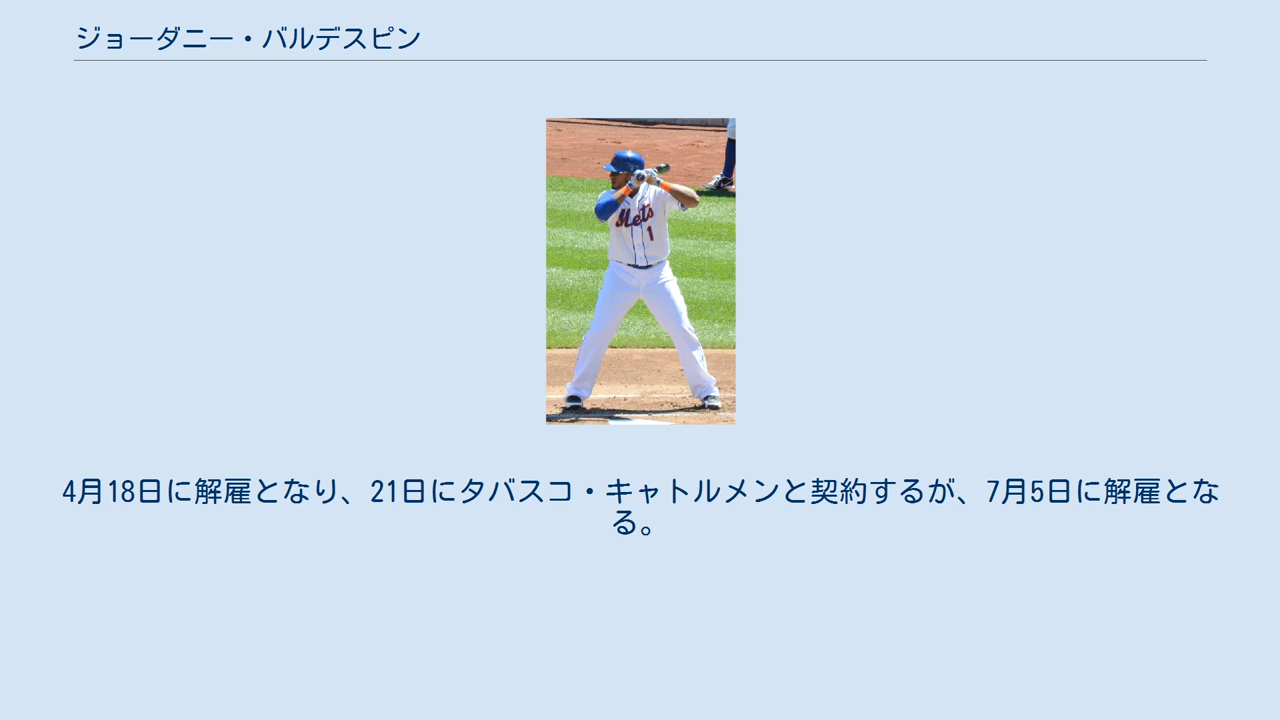 ジョーダニー・バルデスピン
Mets
1
4月18日に解雇となり、21日にタバスコ・キャトルメンと契約するが、7月5日に解雇とな
る。